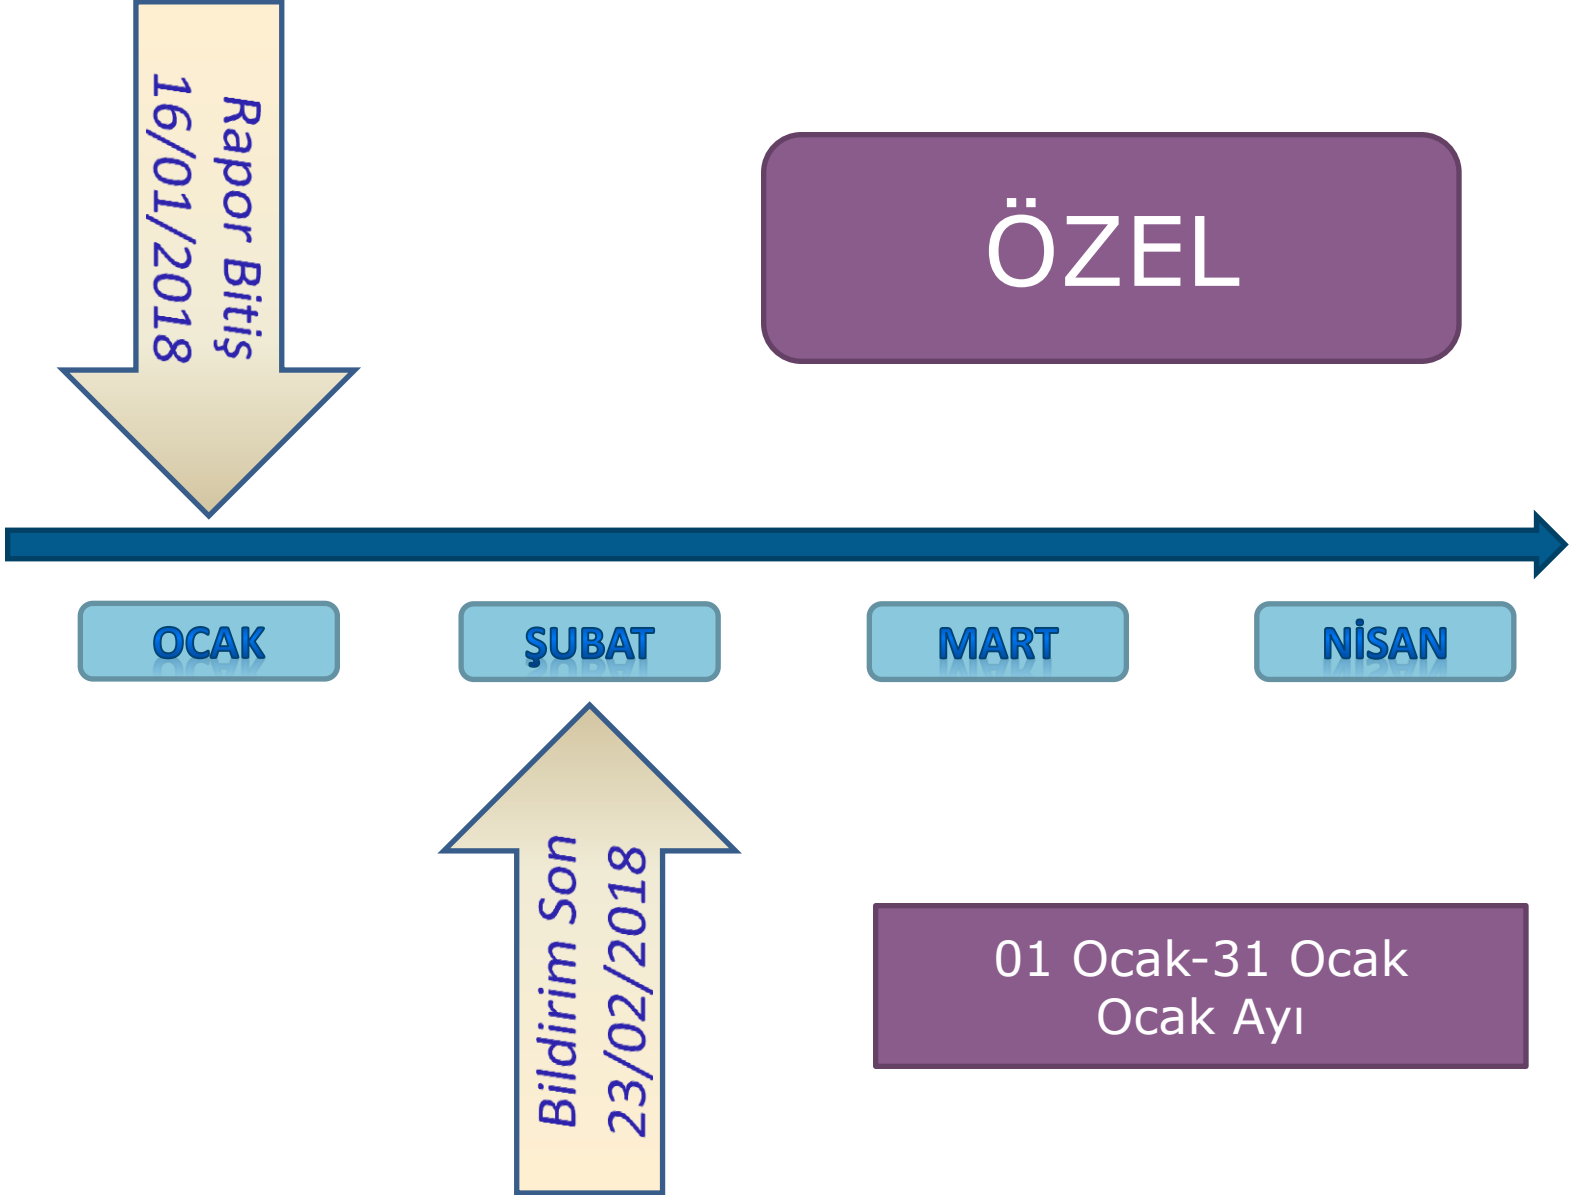 Rapor Bitiş
16/01/2018
ÖZEL
OCAK
ŞUBAT
MART
NİSAN
Bildirim Son
23/02/2018
01 Ocak-31 Ocak
Ocak Ayı